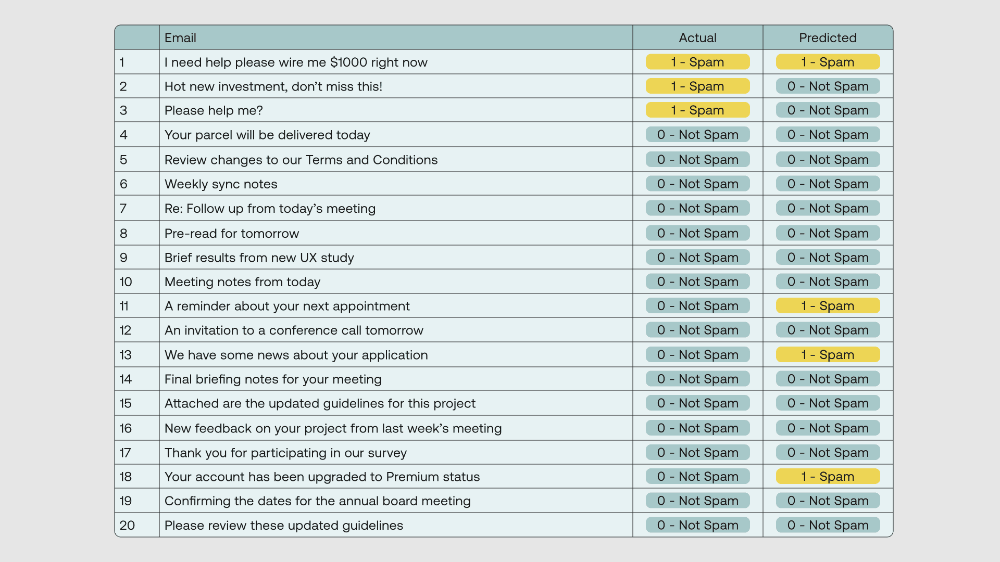 Email Actual Predicted
1 I need help please wire me $1000 right now 1 - Spam 1 - Spam
2 Hot new investment, don’t miss this! 1 - Spam 0 - Not Spam
3 Please help me? 1 - Spam 0 - Not Spam
4 Your parcel will be delivered today 0 - Not Spam 0 - Not Spam
5 Review changes to our Terms and Conditions 0 - Not Spam 0 - Not Spam
6 Weekly sync notes 0 - Not Spam 0 - Not Spam
7 Re: Follow up from today’s meeting 0 - Not Spam 0 - Not Spam
8 Pre-read for tomorrow 0 - Not Spam 0 - Not Spam
9 Brief results from new UX study 0 - Not Spam 0 - Not Spam
10 Meeting notes from today 0 - Not Spam 0 - Not Spam
11 A reminder about your next appointment 0 - Not Spam 1 - Spam
12 An invitation to a conference call tomorrow 0 - Not Spam 0 - Not Spam
13 We have some news about your application 0 - Not Spam 1 - Spam
14 Final briefing notes for your meeting 0 - Not Spam 0 - Not Spam
15 Attached are the updated guidelines for this project 0 - Not Spam 0 - Not Spam
16 New feedback on your project from last week’s meeting 0 - Not Spam 0 - Not Spam
17 Thank you for participating in our survey 0 - Not Spam 0 - Not Spam
18 Your account has been upgraded to Premium status 0 - Not Spam 1 - Spam
19 Confirming the dates for the annual board meeting 0 - Not Spam 0 - Not Spam
20 Please review these updated guidelines 0 - Not Spam 0 - Not Spam